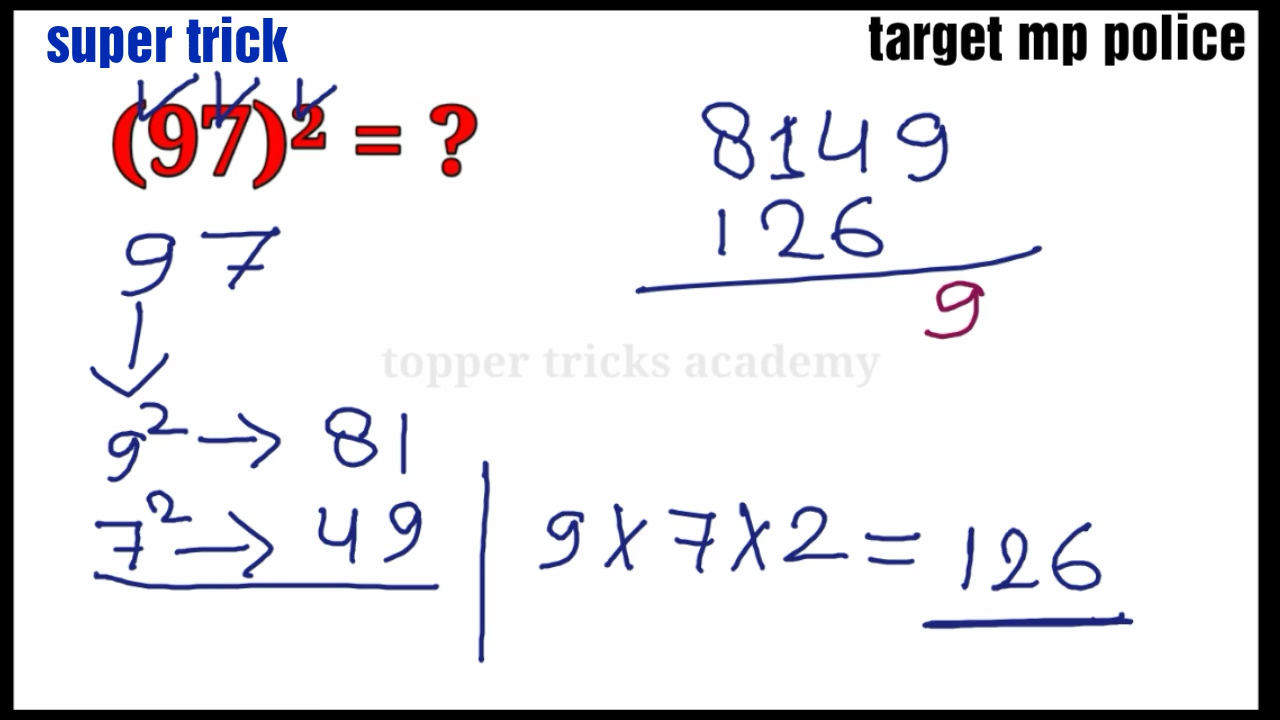 super trick
target mp police
(97)² = ?
97
9² → 81
7² → 49
8149
126
9
topper tricks academy
9 X 7 X 2 = 126